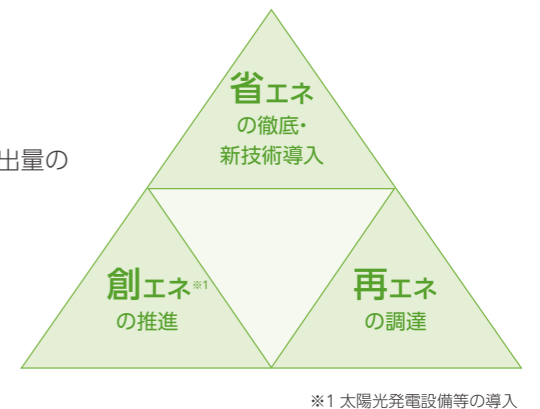 省エネ
の徹底・
新技術導入
出量の
創エネ※1
の推進
再エネ
の調達
※1 太陽光発電設備等の導入